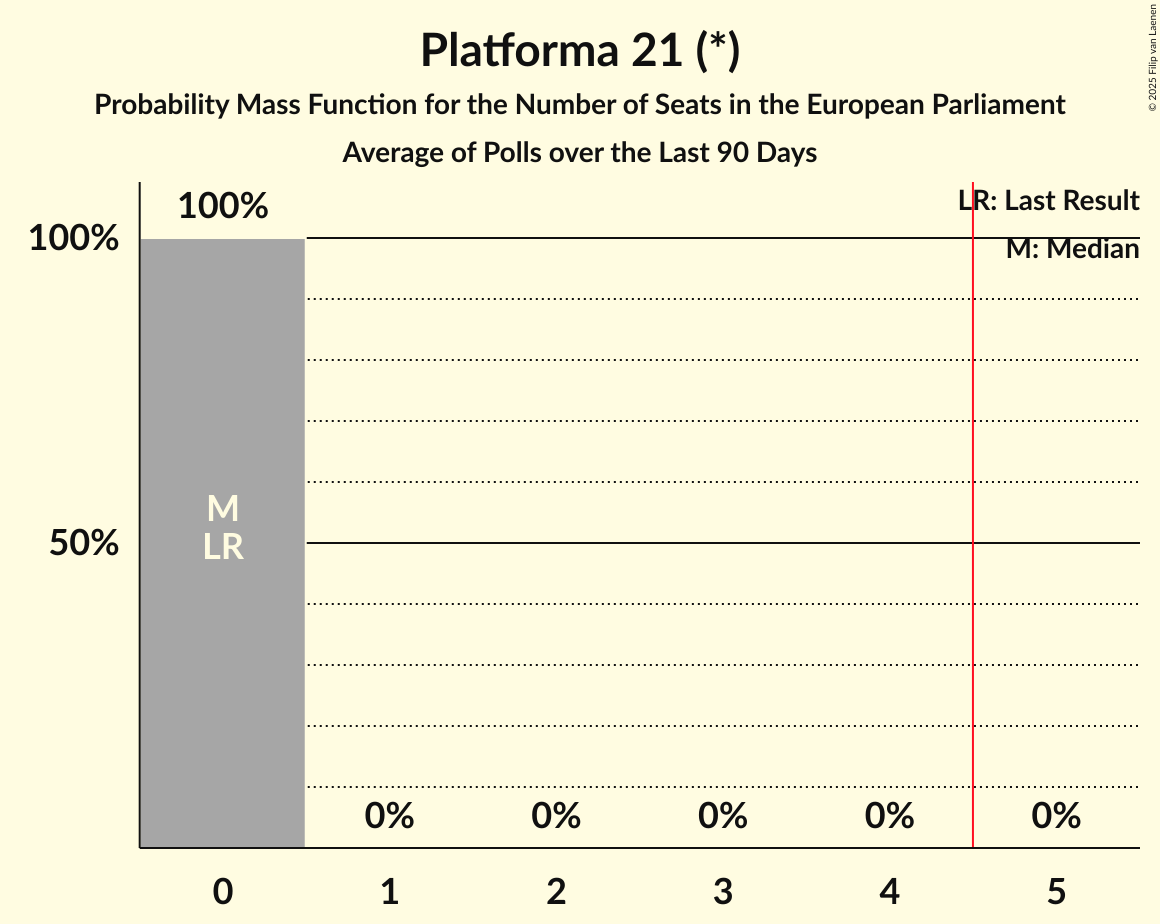 Platforma 21 (*)
Probability Mass Function for the Number of Seats in the European Parliament
Average of Polls over the Last 90 Days
© 2025 Filip van Laenen
LR: Last Result
M: Median
100%
100%
50%
M
LR
0% 0% 0% 0% 0%
0 1 2 3 4 5